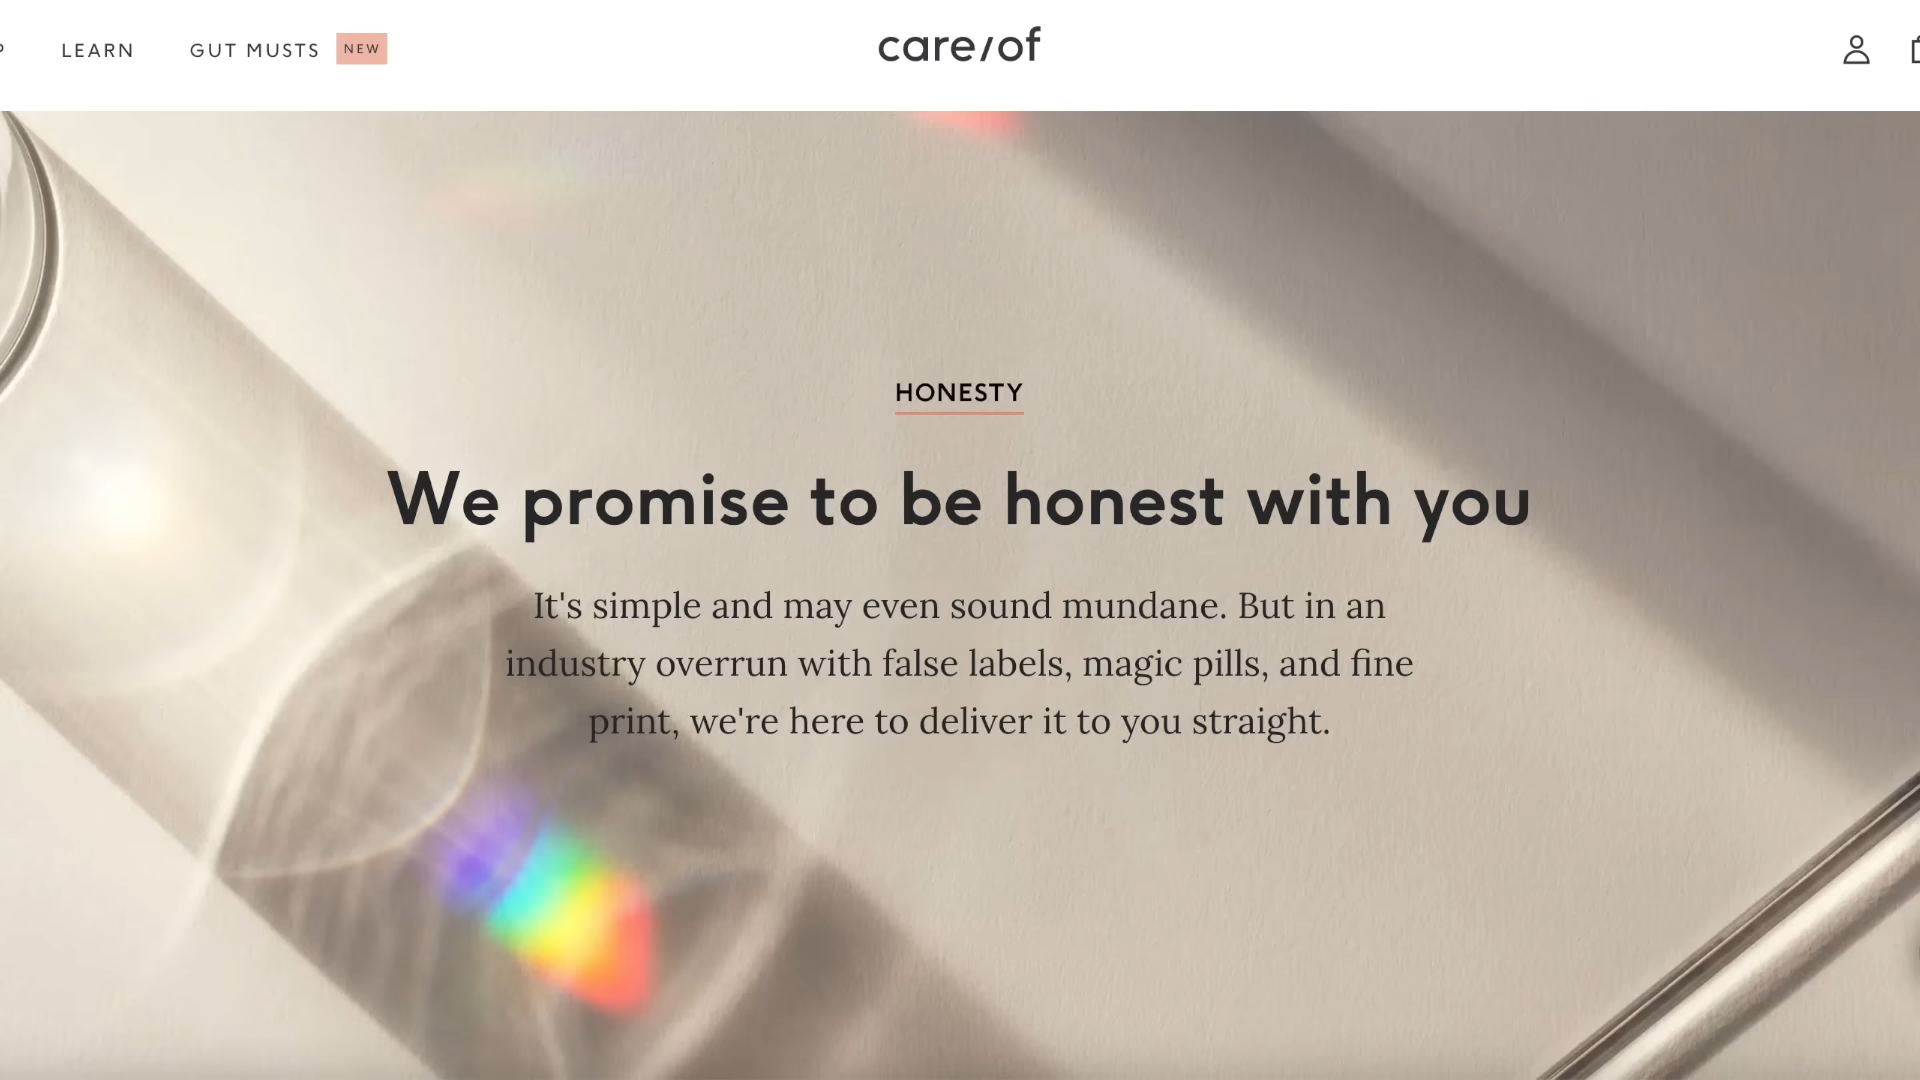 LEARN
GUT MUSTS NEW
care/of
HONESTY
We promise to be honest with you
It's simple and may even sound mundane. But in an
industry overrun with false labels, magic pills, and fine
print, we're here to deliver it to you straight.